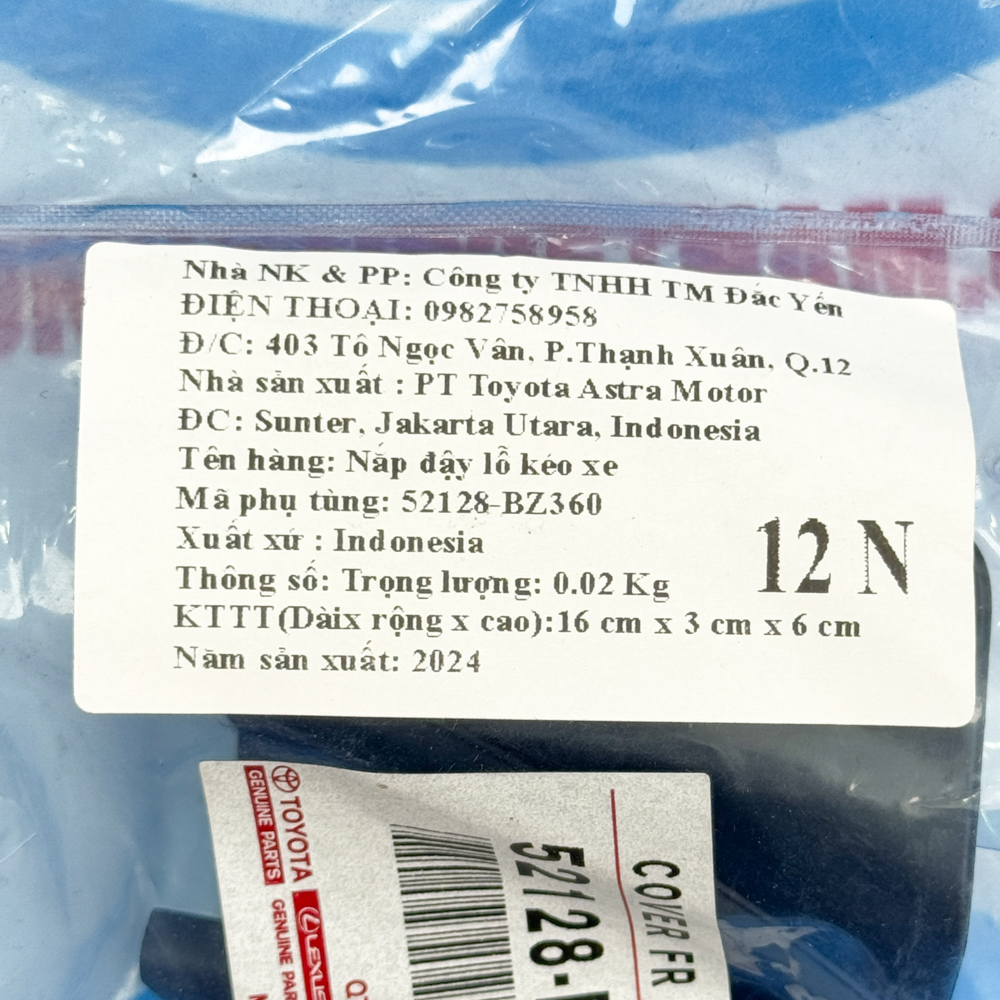 Nhà NK & PP: Công ty TNHH TM Đắc Yến
ĐIỆN THOẠI: 0982758958
Đ/C: 403 Tô Ngọc Vân, P.Thạnh Xuân, Q.12
Nhà sản xuất : PT Toyota Astra Motor
ĐC: Sunter, Jakarta Utara, Indonesia
Tên hàng: Nắp đậy lỗ kéo xe
Mã phụ tùng: 52128-BZ360
Xuất xứ : Indonesia
12 N
Thông số: Trọng lượng: 0.02 Kg
KTTT(Dàix rộng x cao):16 cm x 3 cm x 6 cm
Năm sản xuất: 2024
TOYOTA
GENUINE PARTS
LEXUS
GENUINE PAR
52128-
COVER FR